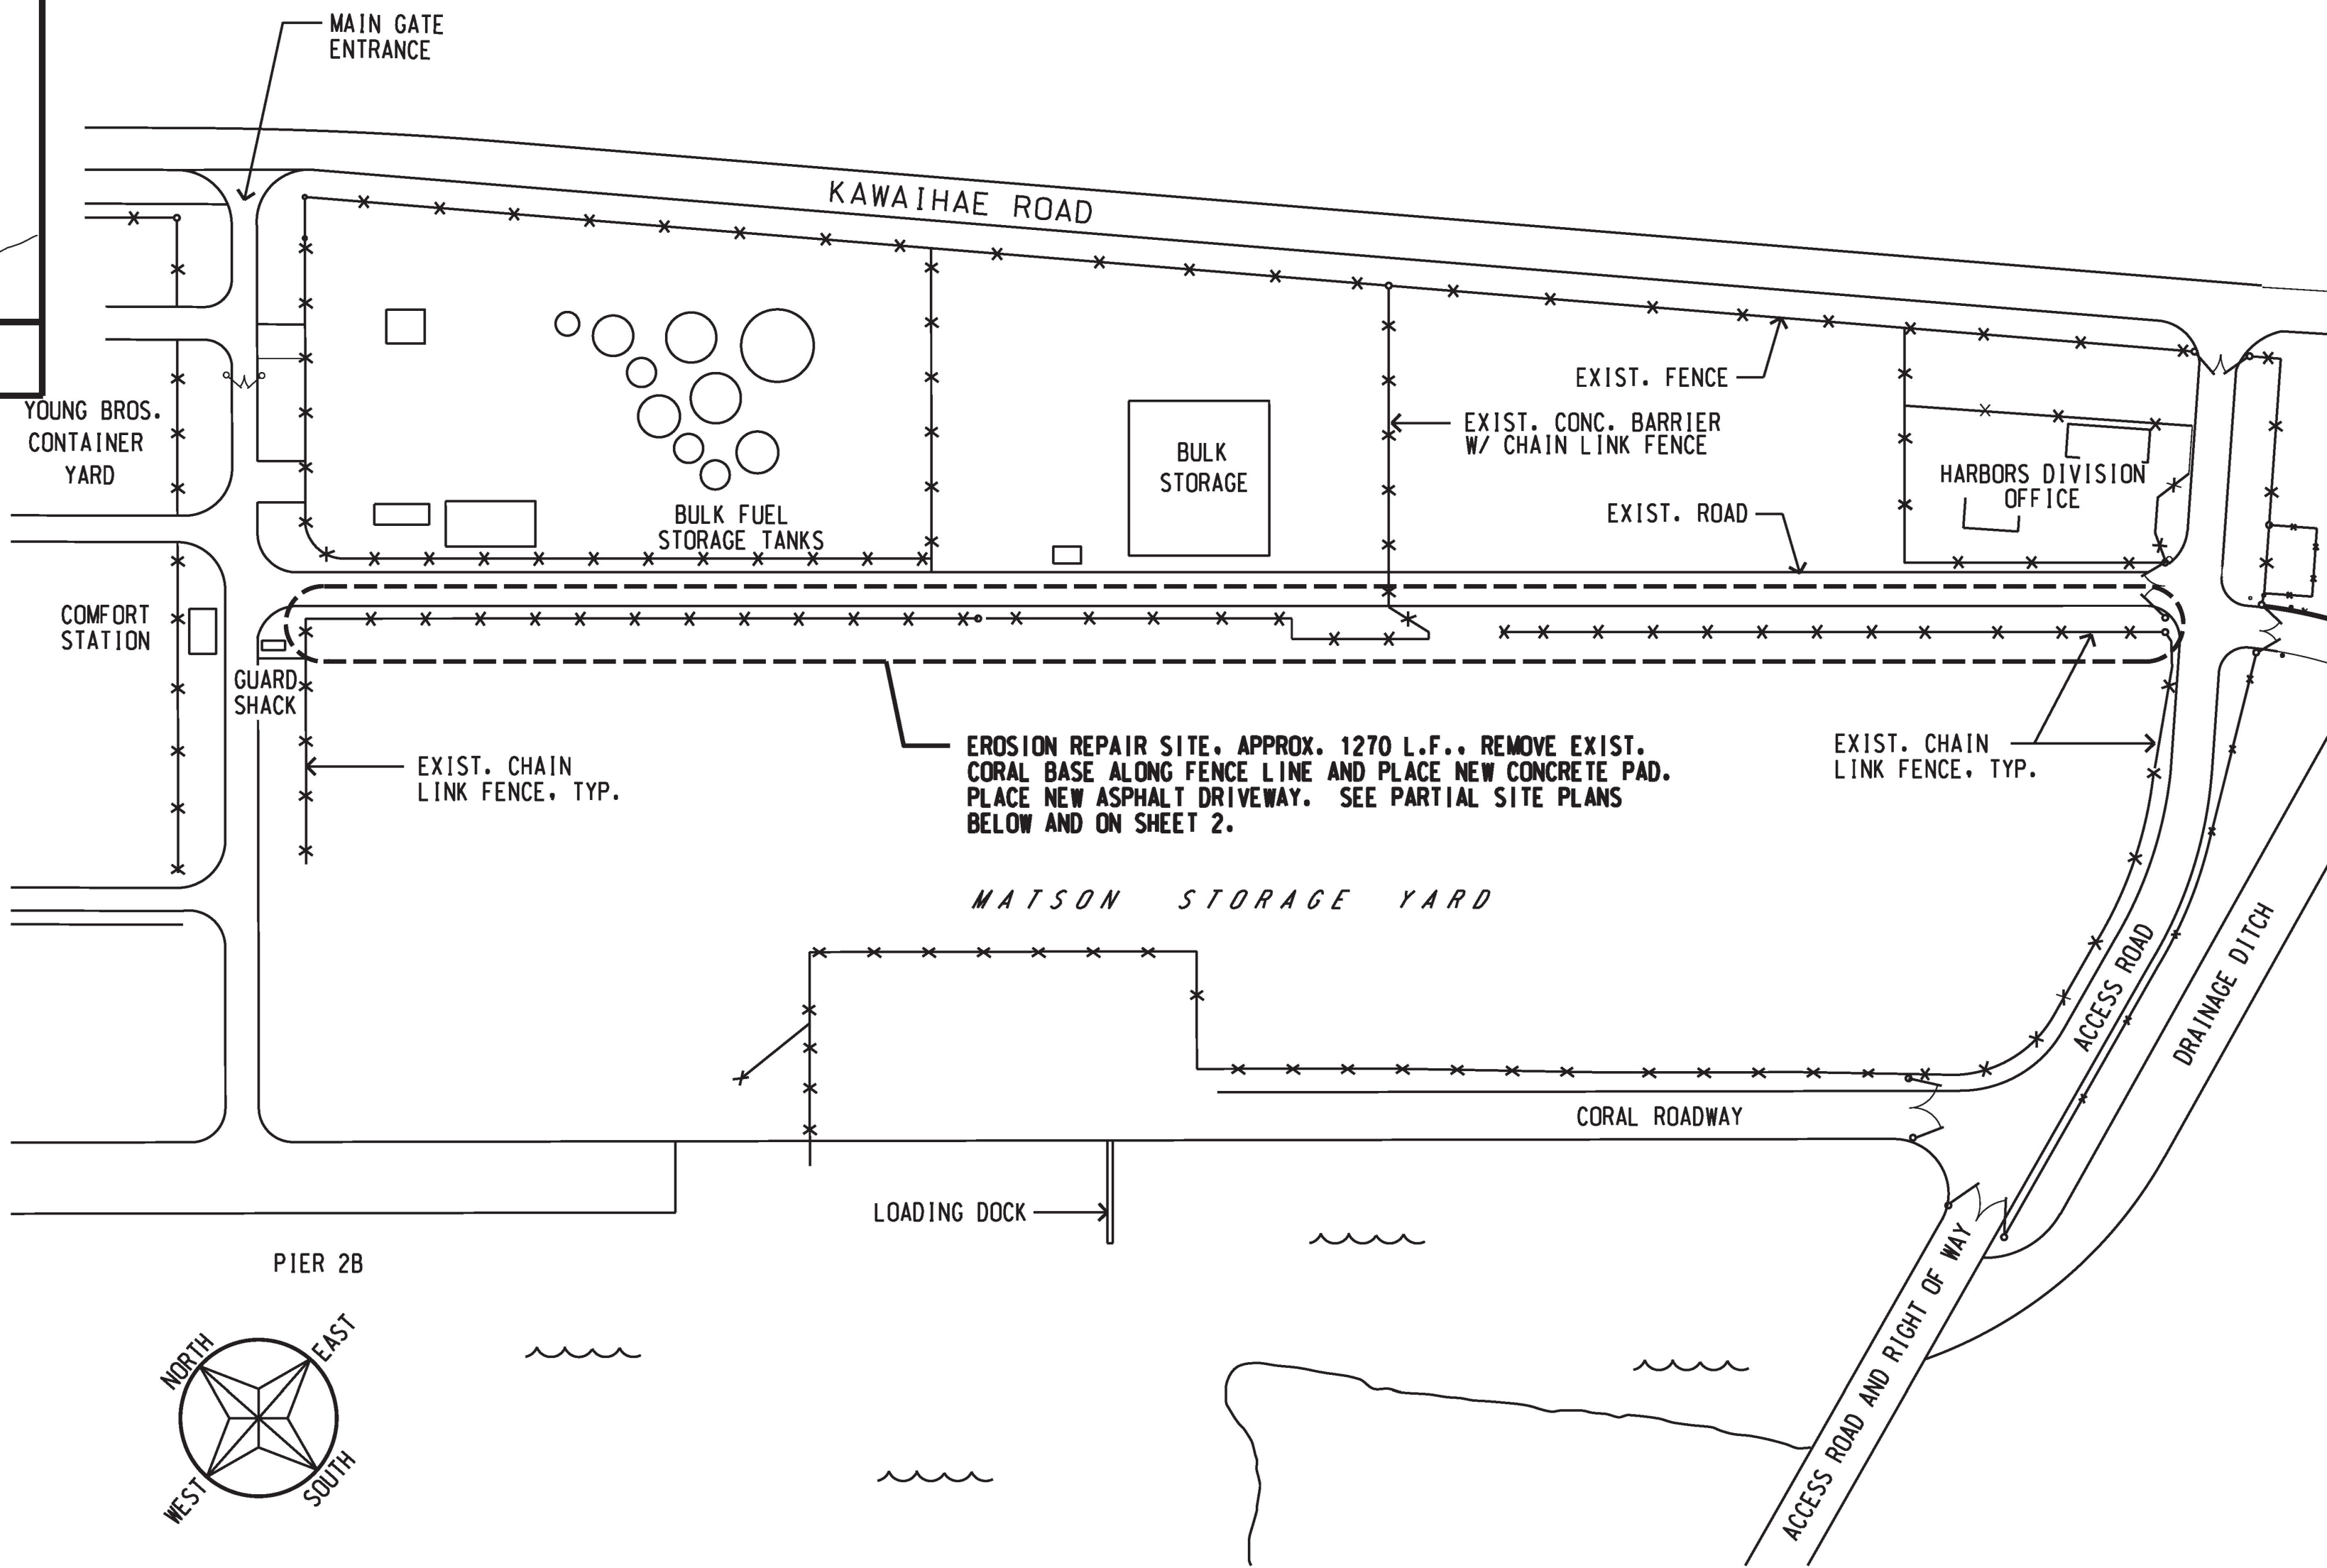 MAIN GATE
ENTRANCE
KAWAIHAE ROAD
EXIST. FENCE
YOUNG BROS.
CONTAINER
YARD
EXIST. CONC. BARRIER
W/ CHAIN LINK FENCE
BULK
STORAGE
HARBORS DIVISION
OFFICE
BULK FUEL
STORAGE TANKS
EXIST. ROAD
COMFORT
STATION
GUARD
SHACK
EXIST. CHAIN
LINK FENCE, TYP.
EROSION REPAIR SITE. APPROX. 1270 L.F.. REMOVE EXIST.
CORAL BASE ALONG FENCE LINE AND PLACE NEW CONCRETE PAD.
PLACE NEW ASPHALT DRIVEWAY. SEE PARTIAL SITE PLANS
BELOW AND ON SHEET 2.
EXIST. CHAIN
LINK FENCE, TYP.
MATSON STORAGE YARD
ACCESS ROAD
DRAINAGE DITCH
CORAL ROADWAY
LOADING DOCK
PIER 2B
ACCESS ROAD AND RIGHT OF WAY
NORTH
EAST
WEST
SOUTH